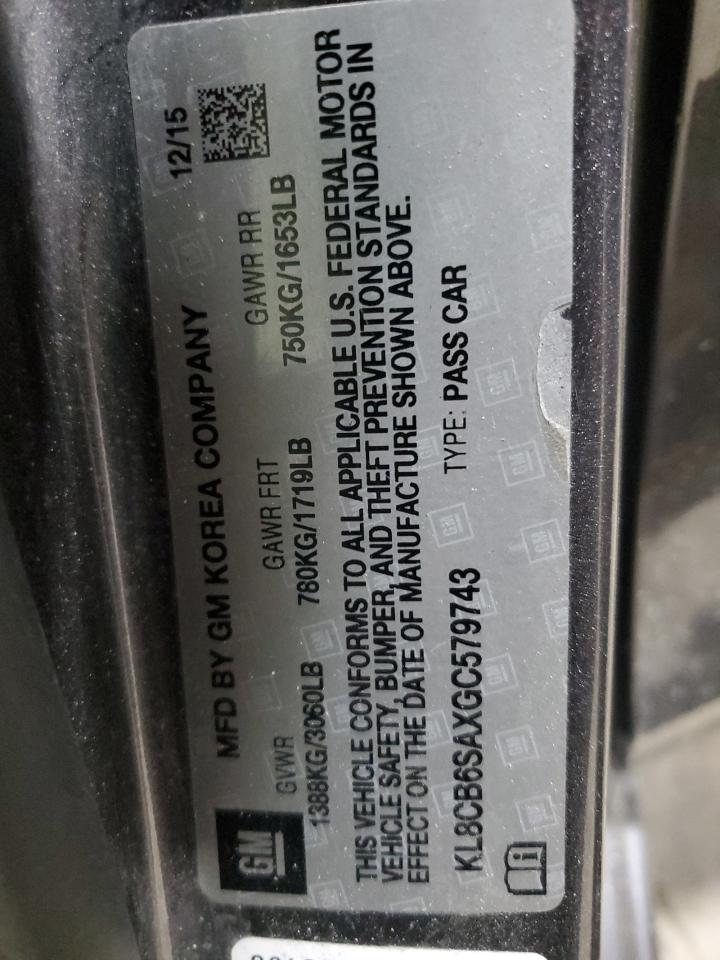 GM
MFD BY GM KOREA COMPANY 12/15
GVWR GAWR FRT GAWR RR
1388KG/3060LB 780KG/1719LB 750KG/1653LB
THIS VEHICLE CONFORMS TO ALL APPLICABLE U.S. FEDERAL MOTOR
VEHICLE SAFETY, BUMPER, AND THEFT PREVENTION STANDARDS IN
EFFECT ON THE DATE OF MANUFACTURE SHOWN ABOVE.
KL8CB6SAXGC579743 TYPE: PASS CAR